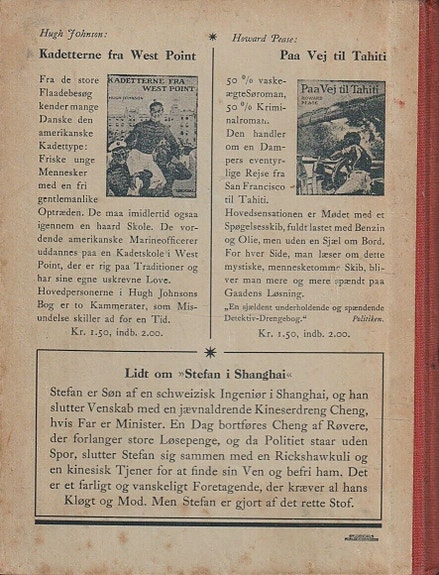 Hugh Johnson:
Kadetterne fra West Point
Fra de store
Flaadebesøg
kender mange
Danske den
amerikanske
Kadettype:
Friske unge
Mennesker
med en fri
gentlemanlike
Optræden. De maa imidlertid ogsaa
igennem en haard Skole. De vor-
dende amerikanske Marineofficerer
uddannes paa en Kadetskole i West
Point, der er rig paa Traditioner og
har sine egne uskrevne Love.
Hovedpersonerne i Hugh Johnsons
Bog er to Kammerater, som Mis-
undelse skiller ad for en Tid.
Kr. 1.50, indb. 2.00.
KADETTERNE FRA
WEST POINT
HUGH JOHNSON
Howard Pease:
Paa Vej til Tahiti
50 % vaske-
ægte Søroman,
50 % Krimi-
nalroman.
Den handler
om en Dam-
pers eventyr-
lige Rejse fra
San Francisco
til Tahiti.
Hovedsensationen er Mødet med et
Spøgelsesskib, fuldt lastet med Benzin
og Olie, men uden en Sjæl om Bord.
For hver Side, man læser om dette
mystiske, mennesketomme Skib, bli-
ver man mere og mere spændt paa
Gaadens Løsning.
„En sjældent underholdende og spændende
Detektiv-Drengebog.“ Politiken.
Kr. 1.50, indb. 2.00.
Paa Vej til Tahiti
HOWARD
PEASE
Lidt om »Stefan i Shanghai«
Stefan er Søn af en schweizisk Ingeniør i Shanghai, og han
slutter Venskab med en jævnaldrende Kineserdreng Cheng,
hvis Far er Minister. En Dag bortføres Cheng af Røvere,
der forlanger store Løsepenge, og da Politiet staar uden
Spor, slutter Stefan sig sammen med en Rickshawkuli og
en kinesisk Tjener for at finde sin Ven og befri ham. Det
er et farligt og vanskeligt Foretagende, der kræver al hans
Kløgt og Mod. Men Stefan er gjort af det rette Stof.